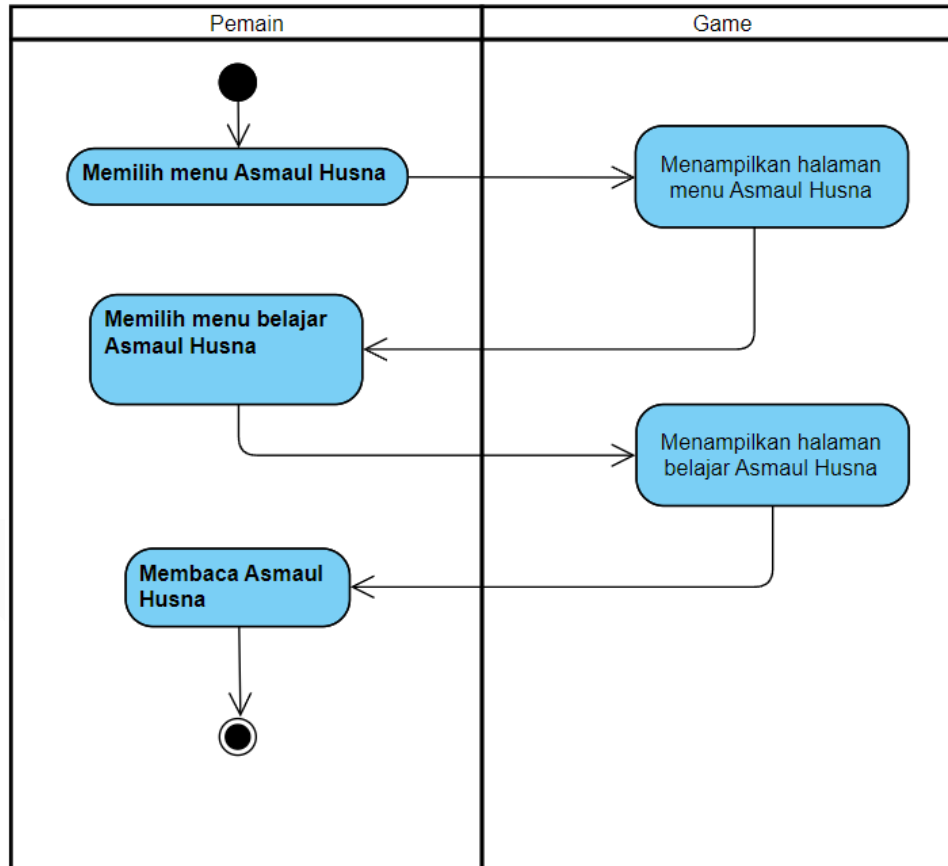 Pemain
Game
Memilih menu Asmaul Husna
Menampilkan halaman
menu Asmaul Husna
Memilih menu belajar
Asmaul Husna
Menampilkan halaman
belajar Asmaul Husna
Membaca Asmaul
Husna